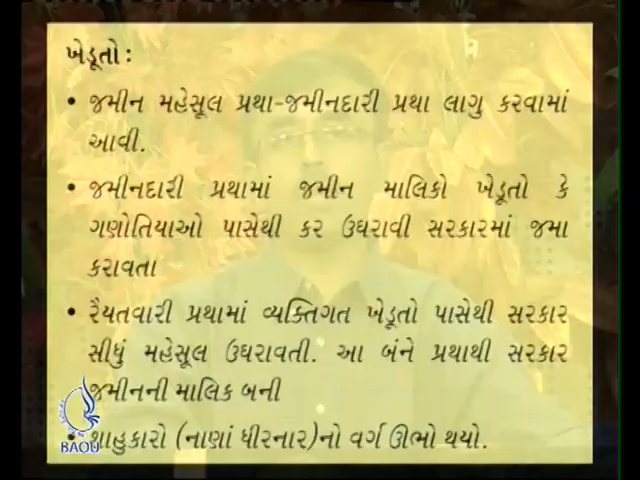 ખેડૂતો :
• જમીન મહેસૂલ પ્રથા-જમીનદારી પ્રથા લાગુ કરવામાં
આવી.
• જમીનદારી પ્રથામાં જમીન માલિકો ખેડૂતો કે
ગણોતિયાઓ પાસેથી કર ઉઘરાવી સરકારમાં જમા
કરાવતા
• રૈયતવારી પ્રથામાં વ્યક્તિગત ખેડૂતો પાસેથી સરકાર
સીધું મહેસૂલ ઉઘરાવતી. આ બંને પ્રથાથી સરકાર
જમીનની માલિક બની
• શાહુકારો (નાણાં ધીરનાર)નો વર્ગ ઊભો થયો.
BAOU